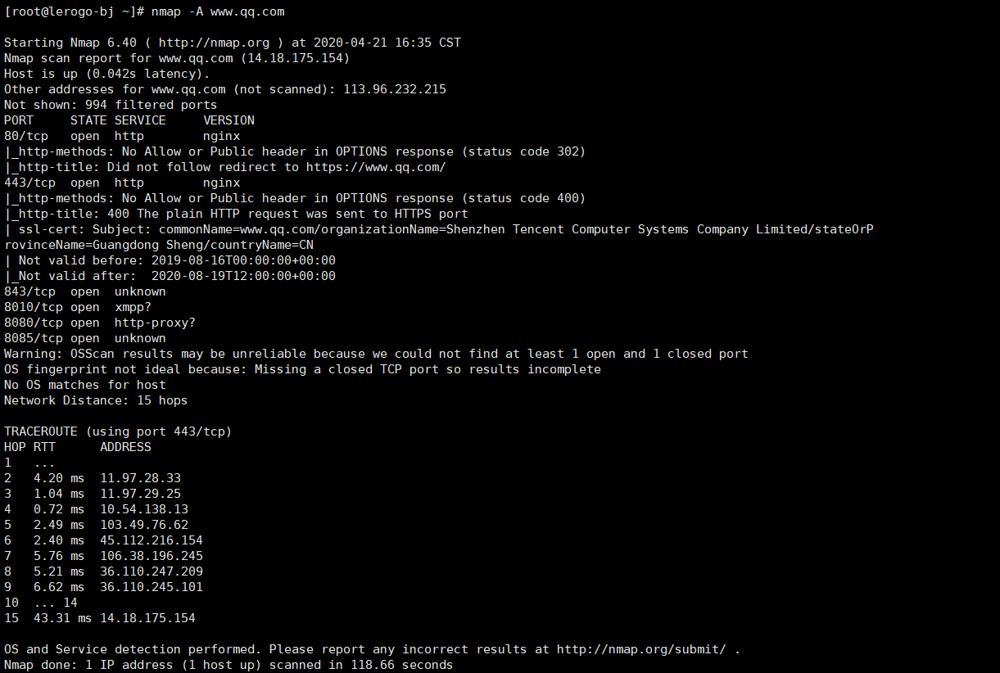 [root@lerogo-bj ~]# nmap -A www.qq.com
Starting Nmap 6.40 ( http://nmap.org ) at 2020-04-21 16:35 CST
Nmap scan report for www.qq.com (14.18.175.154)
Host is up (0.042s latency).
Other addresses for www.qq.com (not scanned): 113.96.232.215
Not shown: 994 filtered ports
PORT     STATE SERVICE     VERSION
80/tcp   open  http        nginx
|_http-methods: No Allow or Public header in OPTIONS response (status code 302)
|_http-title: Did not follow redirect to https://www.qq.com/
443/tcp  open  http        nginx
|_http-methods: No Allow or Public header in OPTIONS response (status code 400)
|_http-title: 400 The plain HTTP request was sent to HTTPS port
| ssl-cert: Subject: commonName=www.qq.com/organizationName=Shenzhen Tencent Computer Systems Company Limited/stateOrP
rovinceName=Guangdong Sheng/countryName=CN
| Not valid before: 2019-08-16T00:00:00+00:00
|_Not valid after:  2020-08-19T12:00:00+00:00
843/tcp  open  unknown
8010/tcp open  xmpp?
8080/tcp open  http-proxy?
8085/tcp open  unknown
Warning: OSScan results may be unreliable because we could not find at least 1 open and 1 closed port
OS fingerprint not ideal because: Missing a closed TCP port so results incomplete
No OS matches for host
Network Distance: 15 hops
TRACEROUTE (using port 443/tcp)
HOP RTT      ADDRESS
1   ...
2   4.20 ms  11.97.28.33
3   1.04 ms  11.97.29.25
4   0.72 ms  10.54.138.13
5   2.49 ms  103.49.76.62
6   2.40 ms  45.112.216.154
7   5.76 ms  106.38.196.245
8   5.21 ms  36.110.247.209
9   6.62 ms  36.110.245.101
10  ... 14
15  43.31 ms 14.18.175.154
OS and Service detection performed. Please report any incorrect results at http://nmap.org/submit/ .
Nmap done: 1 IP address (1 host up) scanned in 118.66 seconds